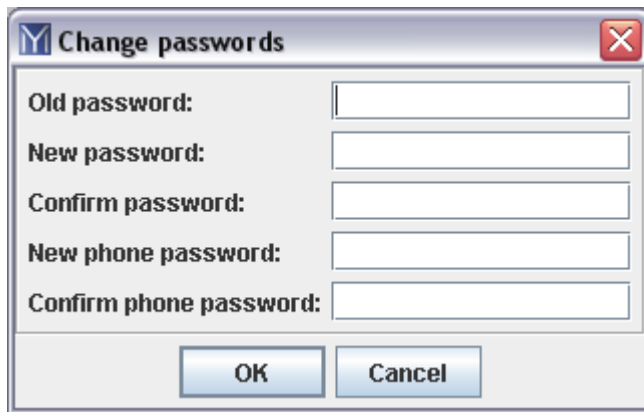 Change passwords
Old password:
New password:
Confirm password:
New phone password:
Confirm phone password:
OK Cancel